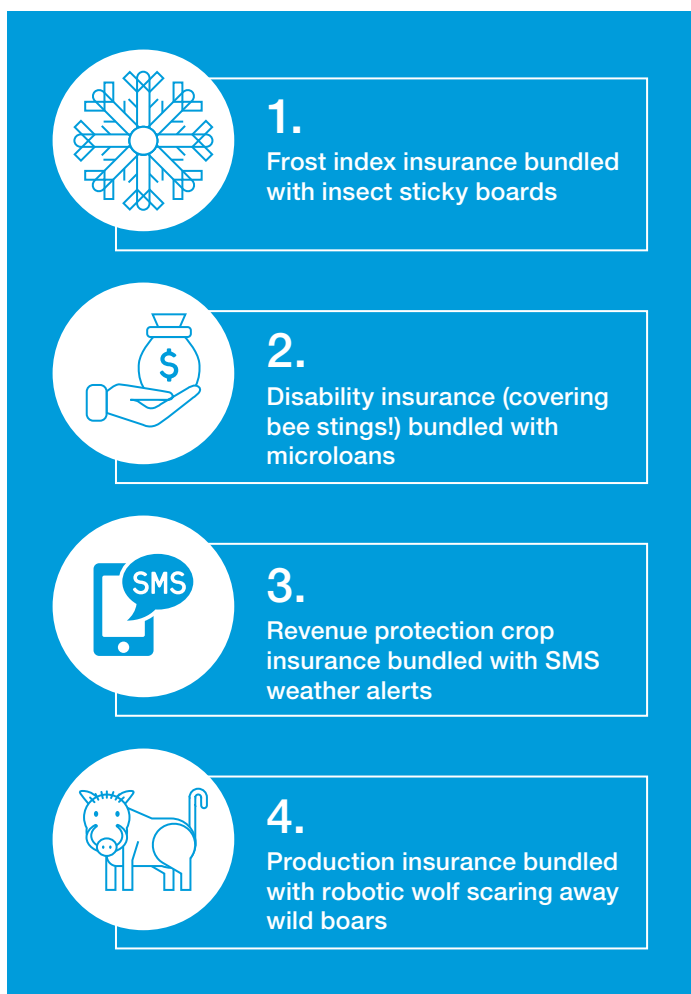 1.
Frost index insurance bundled
with insect sticky boards
$
2.
Disability insurance (covering
bee stings!) bundled with
microloans
SMS
3.
Revenue protection crop
insurance bundled with SMS
weather alerts
4.
Production insurance bundled
with robotic wolf scaring away
wild boars